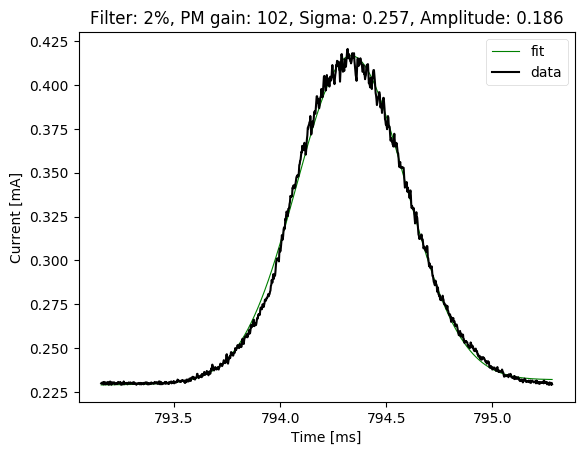 Filter: 2%, PM gain: 102, Sigma: 0.257, Amplitude: 0.186
fit
data
0.425
0.400
0.375
0.350
0.325
0.300
0.275
0.250
0.225
Current [mA]
793.5
794.0
794.5
795.0
Time [ms]